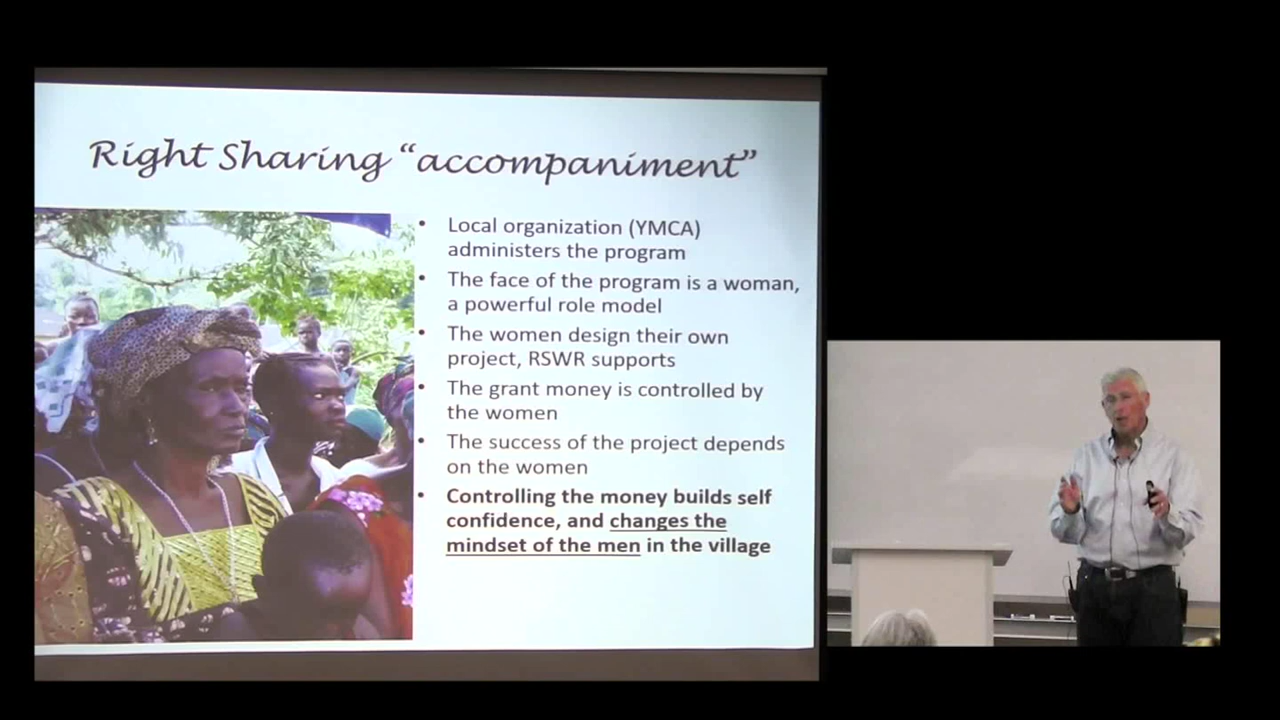 Right Sharing “accompaniment”
• Local organization (YMCA)
administers the program
• The face of the program is a woman,
a powerful role model
• The women design their own
project, RSWR supports
• The grant money is controlled by
the women
• The success of the project depends
on the women
• Controlling the money builds self
confidence, and changes the
mindset of the men in the village